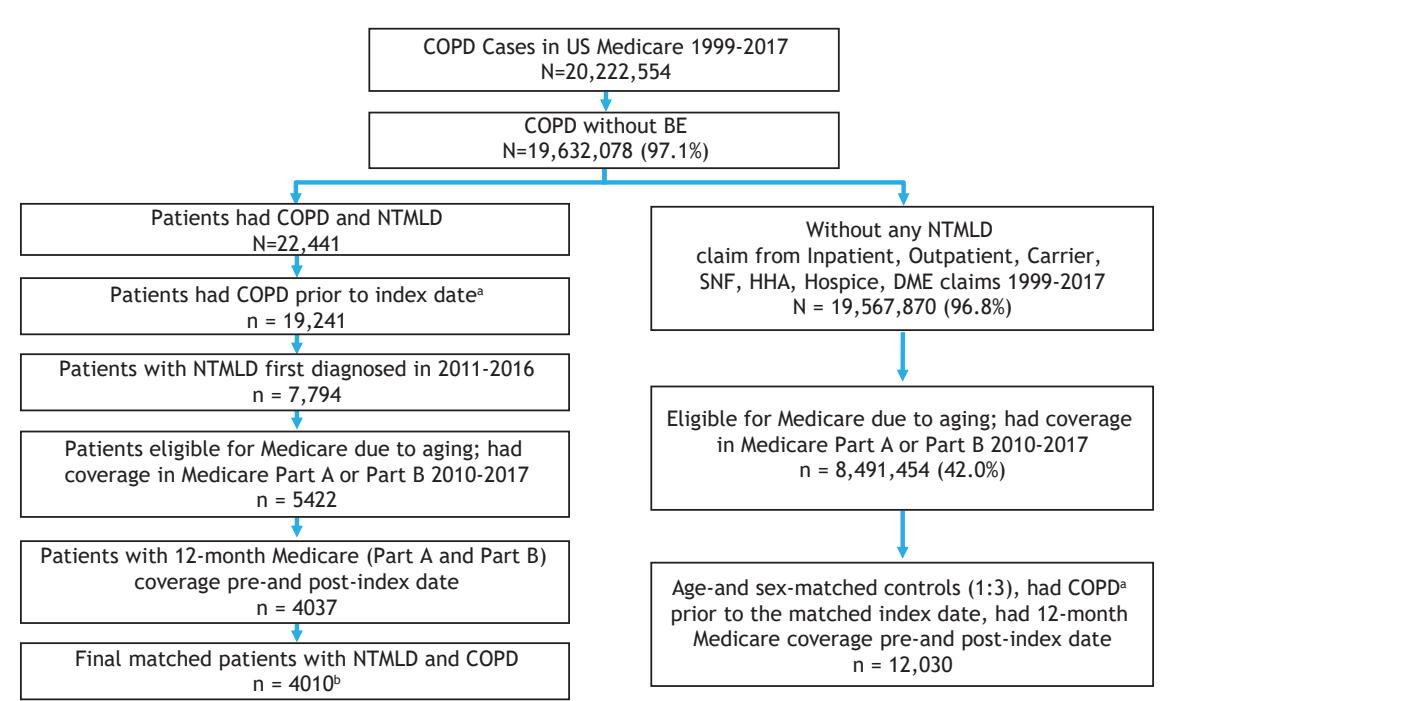 COPD Cases in US Medicare 1999-2017
N=20,222,554
COPD without BE
N=19,632,078 (97.1%)
Patients had COPD and NTMLD
N=22,441
Patients had COPD prior to index dateᵃ
n = 19,241
Patients with NTMLD first diagnosed in 2011-2016
n = 7,794
Patients eligible for Medicare due to aging; had
coverage in Medicare Part A or Part B 2010-2017
n = 5422
Patients with 12-month Medicare (Part A and Part B)
coverage pre-and post-index date
n = 4037
Final matched patients with NTMLD and COPD
n = 4010ᵇ
Without any NTMLD
claim from Inpatient, Outpatient, Carrier,
SNF, HHA, Hospice, DME claims 1999-2017
N = 19,567,870 (96.8%)
Eligible for Medicare due to aging; had coverage
in Medicare Part A or Part B 2010-2017
n = 8,491,454 (42.0%)
Age-and sex-matched controls (1:3), had COPDᵃ
prior to the matched index date, had 12-month
Medicare coverage pre-and post-index date
n = 12,030